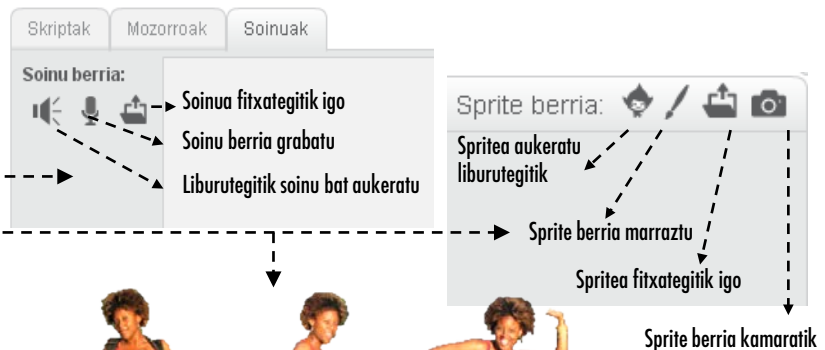 Skriptak Mozorroak Soinuak
Soinu berria:
Soinua fitxategitik igo
Soinu berria grabatu
Liburutegitik soinu bat aukeratu
Sprite berria:
Spritea aukeratu
liburutegitik
Sprite berria marraztu
Spritea fitxategitik igo
Sprite berria kamaratik